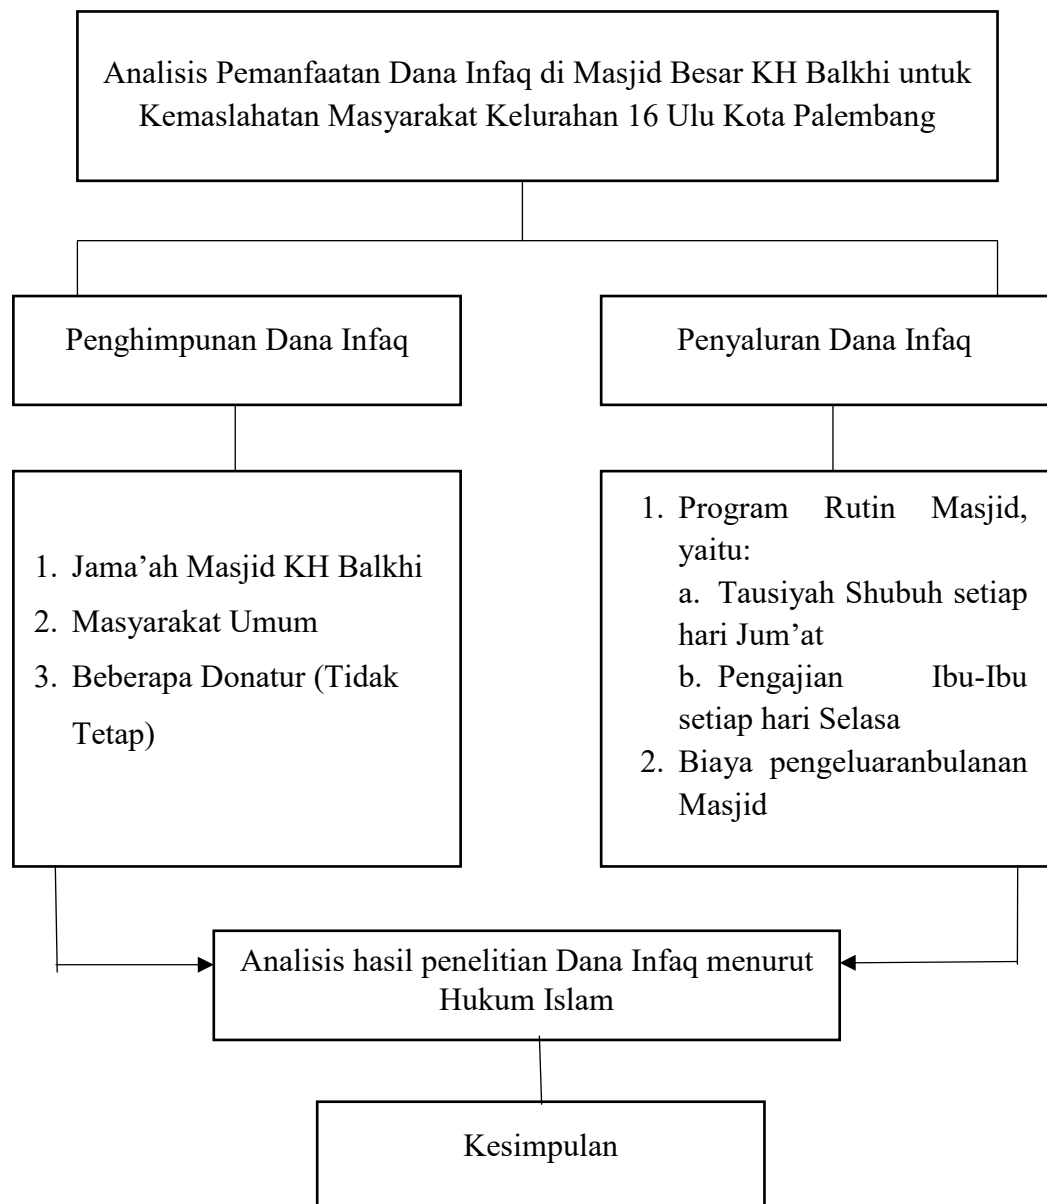 Analisis Pemanfaatan Dana Infaq di Masjid Besar KH Balkhi untuk
Kemaslahatan Masyarakat Kelurahan 16 Ulu Kota Palembang
Penghimpunan Dana Infaq
Penyaluran Dana Infaq
1. Jama’ah Masjid KH Balkhi
2. Masyarakat Umum
3. Beberapa Donatur (Tidak
Tetap)
1. Program Rutin Masjid,
yaitu:
a. Tausiyah Shubuh setiap
hari Jum’at
b. Pengajian Ibu-Ibu
setiap hari Selasa
2. Biaya pengeluaranbulanan
Masjid
Analisis hasil penelitian Dana Infaq menurut
Hukum Islam
Kesimpulan